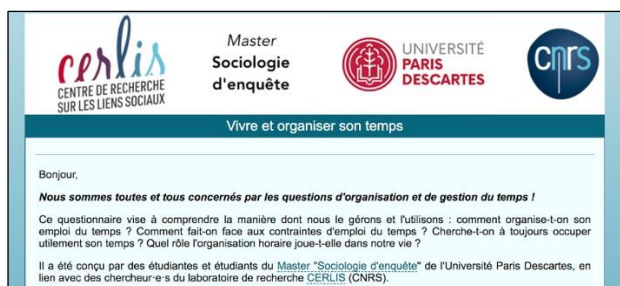 cerlis
CENTRE DE RECHERCHE
SUR LES LIENS SOCIAUX
Master
Sociologie
d'enquête
UNIVERSITÉ
PARIS
DESCARTES
cnrs
Vivre et organiser son temps
Bonjour,
Nous sommes toutes et tous concernés par les questions d'organisation et de gestion du temps !
Ce questionnaire vise à comprendre la manière dont nous le gérons et l'utilisons : comment organise-t-on son
emploi du temps ? Comment fait-on face aux contraintes d'emploi du temps ? Cherche-t-on à toujours occuper
utilement son temps ? Quel rôle l'organisation horaire joue-t-elle dans notre vie ?
Il a été conçu par des étudiantes et étudiants du Master "Sociologie d'enquête" de l'Université Paris Descartes, en
lien avec des chercheur·e·s du laboratoire de recherche CERLIS (CNRS).